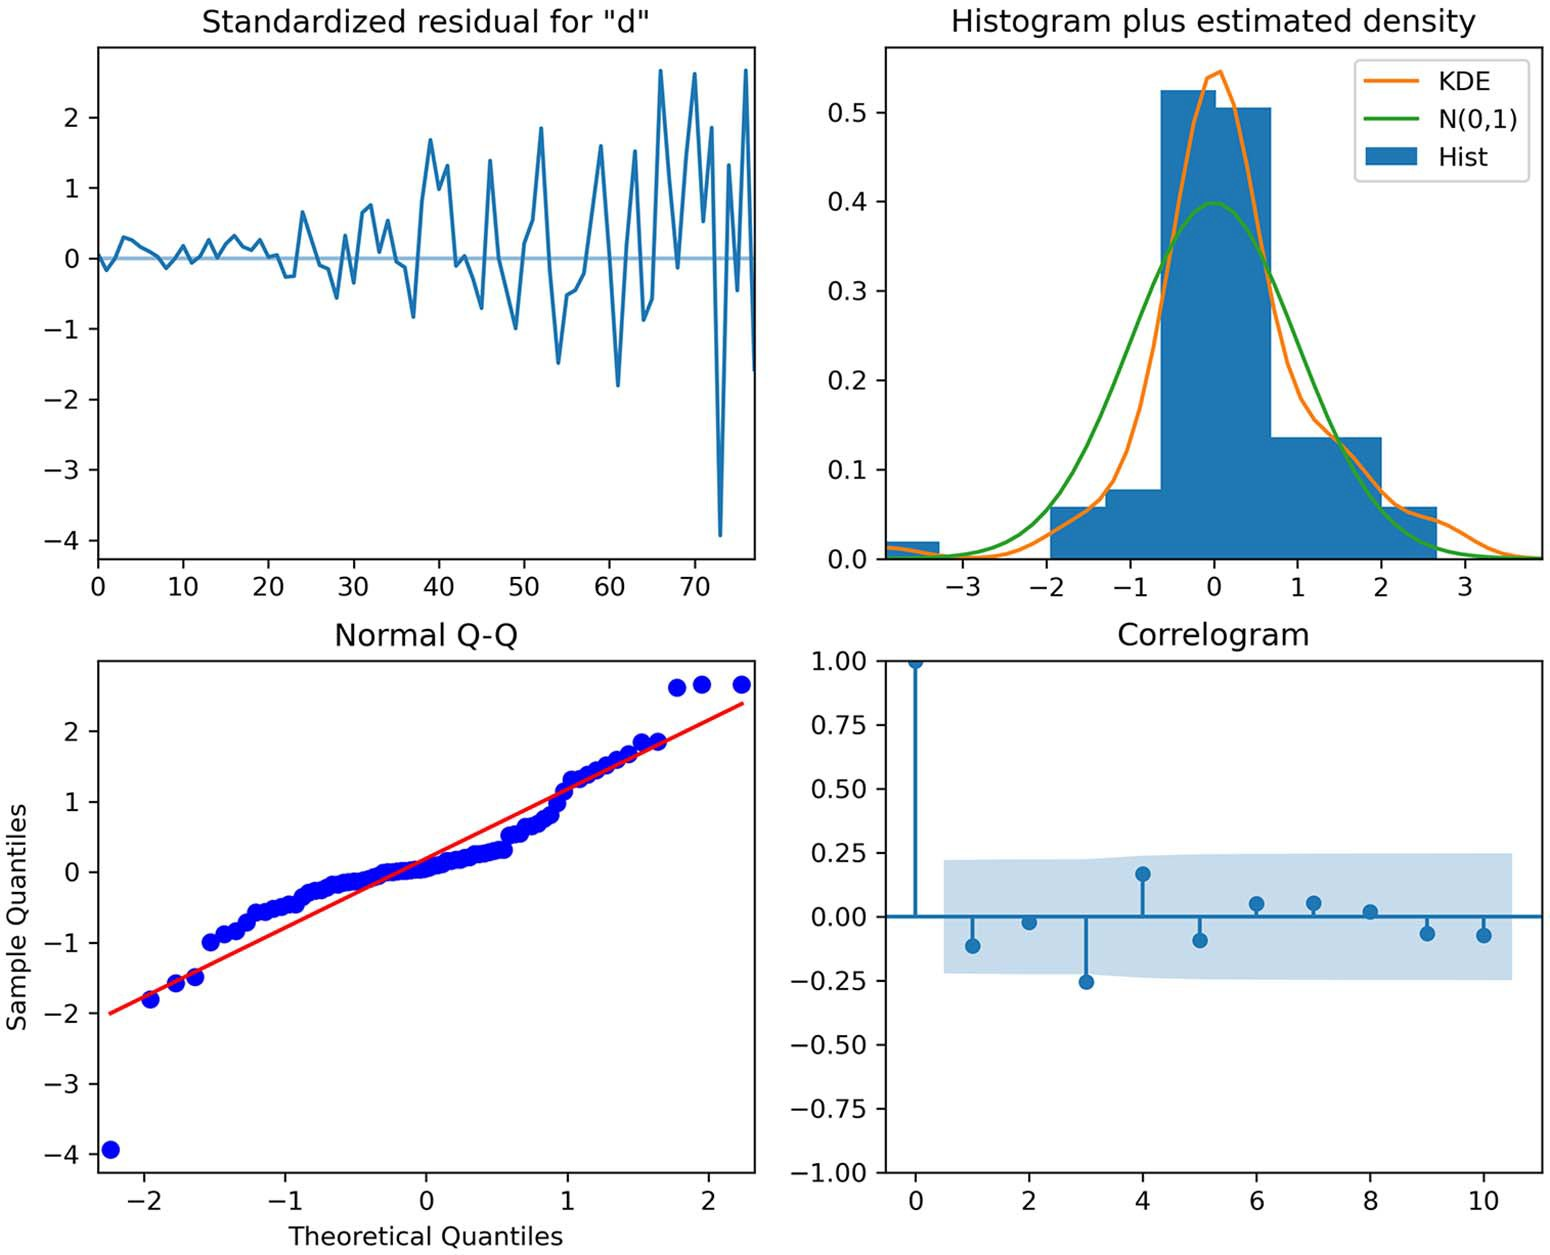 Standardized residual for "d"
2
1
0
−1
−2
−3
−4
0 10 20 30 40 50 60 70
Histogram plus estimated density
KDE
N(0,1)
Hist
0.5
0.4
0.3
0.2
0.1
0.0
−3 −2 −1 0 1 2 3
Normal Q-Q
Sample Quantiles
2
1
0
−1
−2
−3
−4
−2 −1 0 1 2
Theoretical Quantiles
Correlogram
1.00
0.75
0.50
0.25
0.00
−0.25
−0.50
−0.75
−1.00
0 2 4 6 8 10